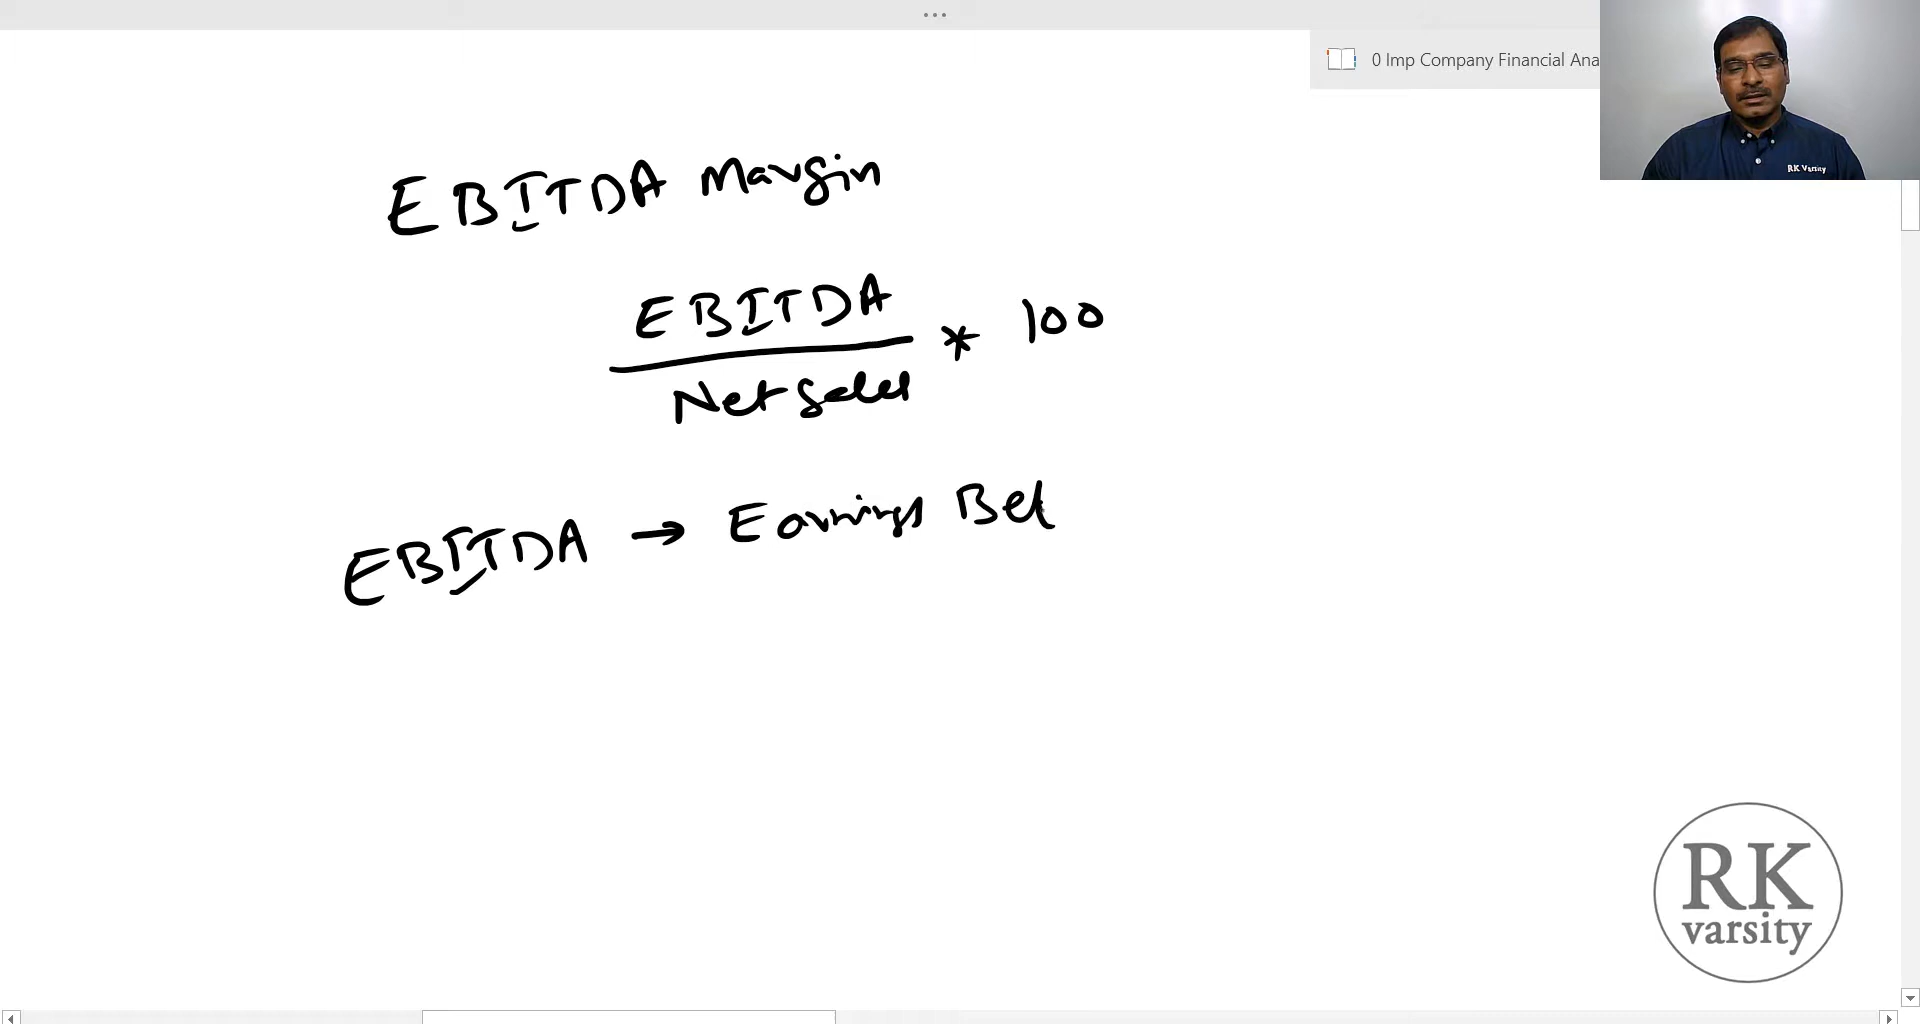 ...
0 Imp Company Financial Ana
RK Varsity
EBITDA Margin
EBITDA
Net Sales
* 100
EBITDA → Earnings Bef
RK
varsity